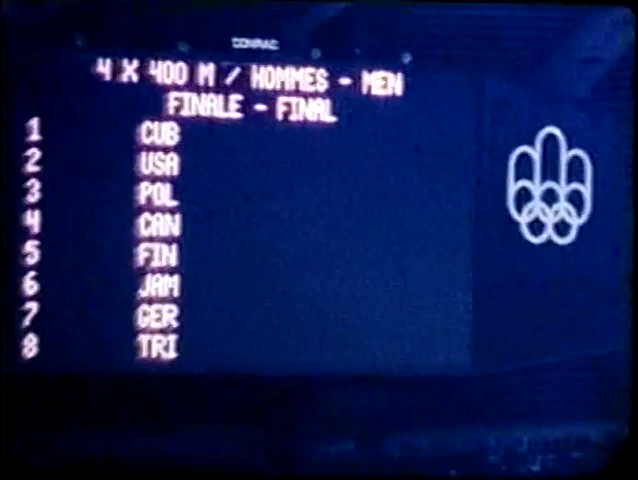 CONRAC
4 X 400 M / HOMMES - MEN
FINALE - FINAL
1 CUB
2 USA
3 POL
4 CAN
5 FIN
6 JAM
7 GER
8 TRI